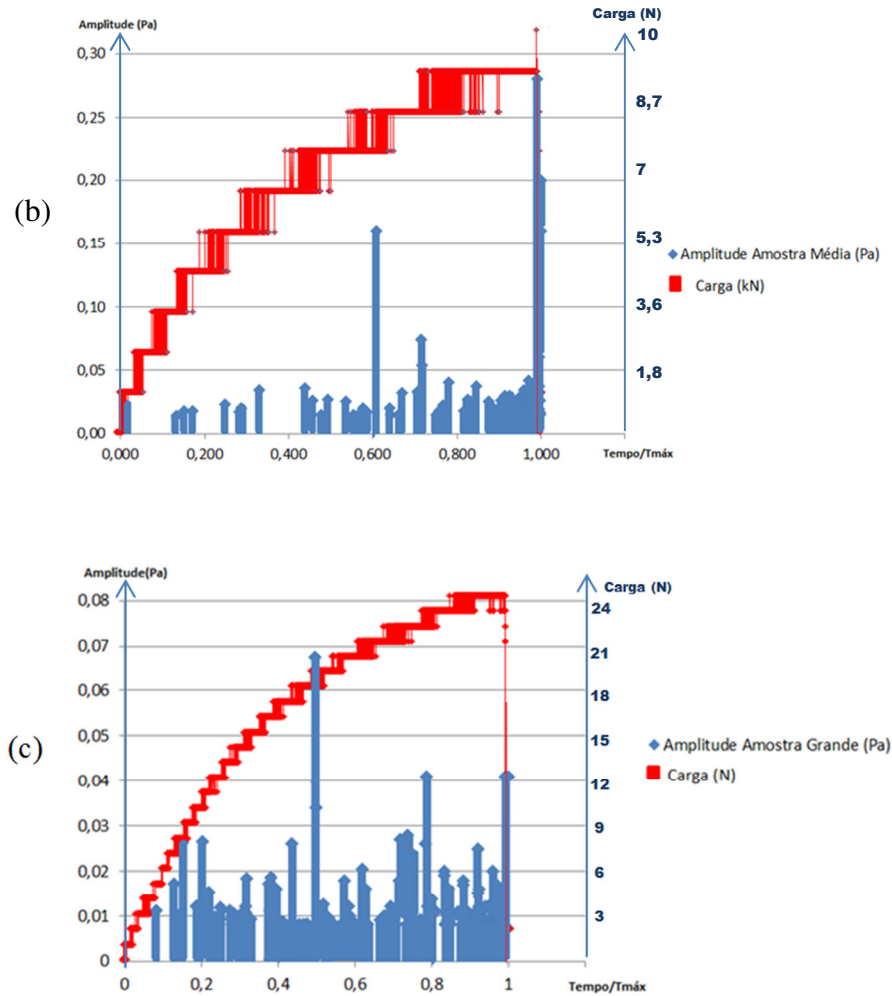 Amplitude (Pa)
Carga (N)
10
0,30
8,7
0,25
7
0,20
(b)
5,3
0,15
Amplitude Amostra Média (Pa)
Carga (kN)
3,6
0,10
1,8
0,05
0,00
0,000 0,200 0,400 0,600 0,800 1,000 Tempo/Tmáx
Amplitude(Pa)
Carga (N)
0,08
24
0,07
21
0,06
18
0,05
15
(c)
Amplitude Amostra Grande (Pa)
Carga (N)
0,04
12
0,03
9
0,02
6
0,01
3
0
0 0,2 0,4 0,6 0,8 1 Tempo/Tmáx